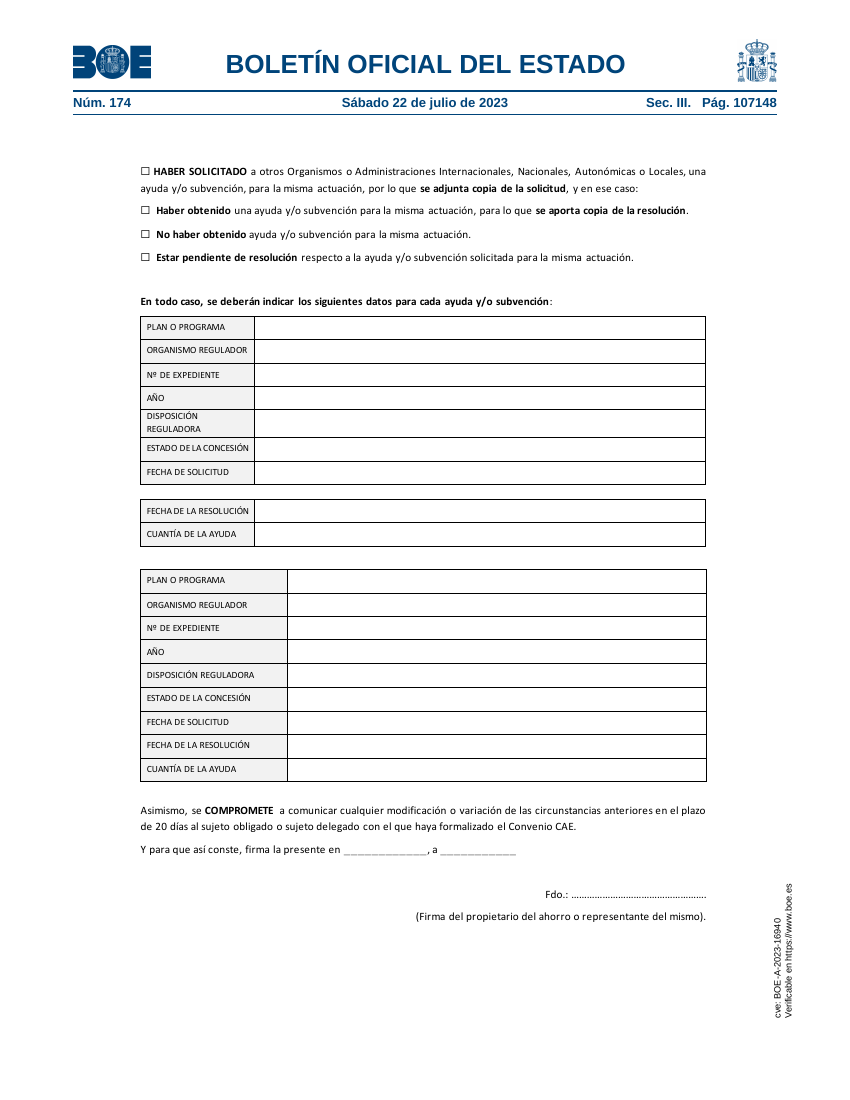 BOE
BOLETÍN OFICIAL DEL ESTADO
Núm. 174 Sábado 22 de julio de 2023 Sec. III. Pág. 107148
☐ HABER SOLICITADO a otros Organismos o Administraciones Internacionales, Nacionales, Autonómicas o Locales, una
ayuda y/o subvención, para la misma actuación, por lo que se adjunta copia de la solicitud, y en ese caso:
☐ Haber obtenido una ayuda y/o subvención para la misma actuación, para lo que se aporta copia de la resolución.
☐ No haber obtenido ayuda y/o subvención para la misma actuación.
☐ Estar pendiente de resolución respecto a la ayuda y/o subvención solicitada para la misma actuación.
En todo caso, se deberán indicar los siguientes datos para cada ayuda y/o subvención:
PLAN O PROGRAMA
ORGANISMO REGULADOR
Nº DE EXPEDIENTE
AÑO
DISPOSICIÓN
REGULADORA
ESTADO DE LA CONCESIÓN
FECHA DE SOLICITUD
FECHA DE LA RESOLUCIÓN
CUANTÍA DE LA AYUDA
PLAN O PROGRAMA
ORGANISMO REGULADOR
Nº DE EXPEDIENTE
AÑO
DISPOSICIÓN REGULADORA
ESTADO DE LA CONCESIÓN
FECHA DE SOLICITUD
FECHA DE LA RESOLUCIÓN
CUANTÍA DE LA AYUDA
Asimismo, se COMPROMETE a comunicar cualquier modificación o variación de las circunstancias anteriores en el plazo
de 20 días al sujeto obligado o sujeto delegado con el que haya formalizado el Convenio CAE.
Y para que así conste, firma la presente en _____________, a ____________
Fdo.: ………………………………………….
(Firma del propietario del ahorro o representante del mismo).
cve: BOE-A-2023-16940
Verificable en https://www.boe.es